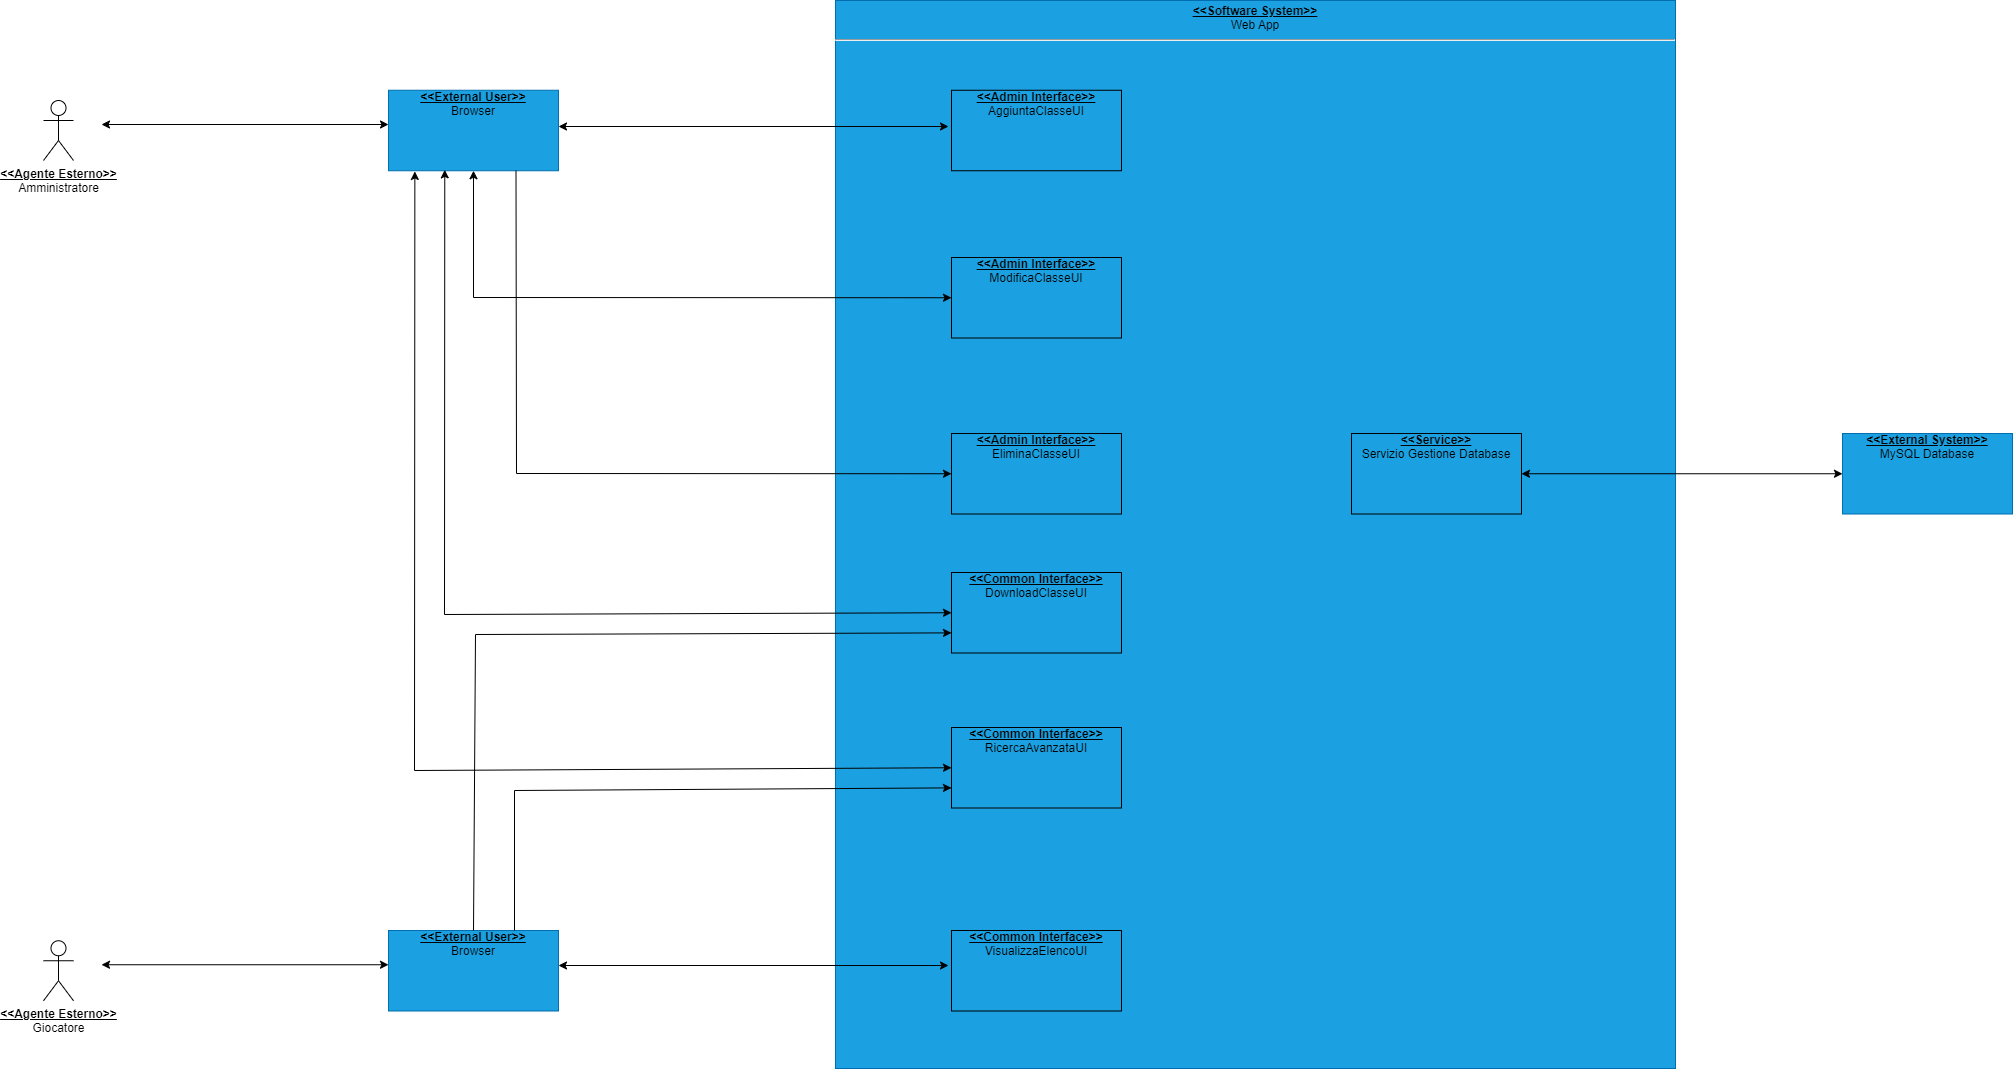 <<Software System>>
Web App
<<External User>>
Browser
<<Admin Interface>>
AggiuntaClasseUI
<<Agente Esterno>>
Amministratore
<<Admin Interface>>
ModificaClasseUI
<<Admin Interface>>
EliminaClasseUI
<<Service>>
Servizio Gestione Database
<<External System>>
MySQL Database
<<Common Interface>>
DownloadClasseUI
<<Common Interface>>
RicercaAvanzataUI
<<External User>>
Browser
<<Common Interface>>
VisualizzaElencoUI
<<Agente Esterno>>
Giocatore